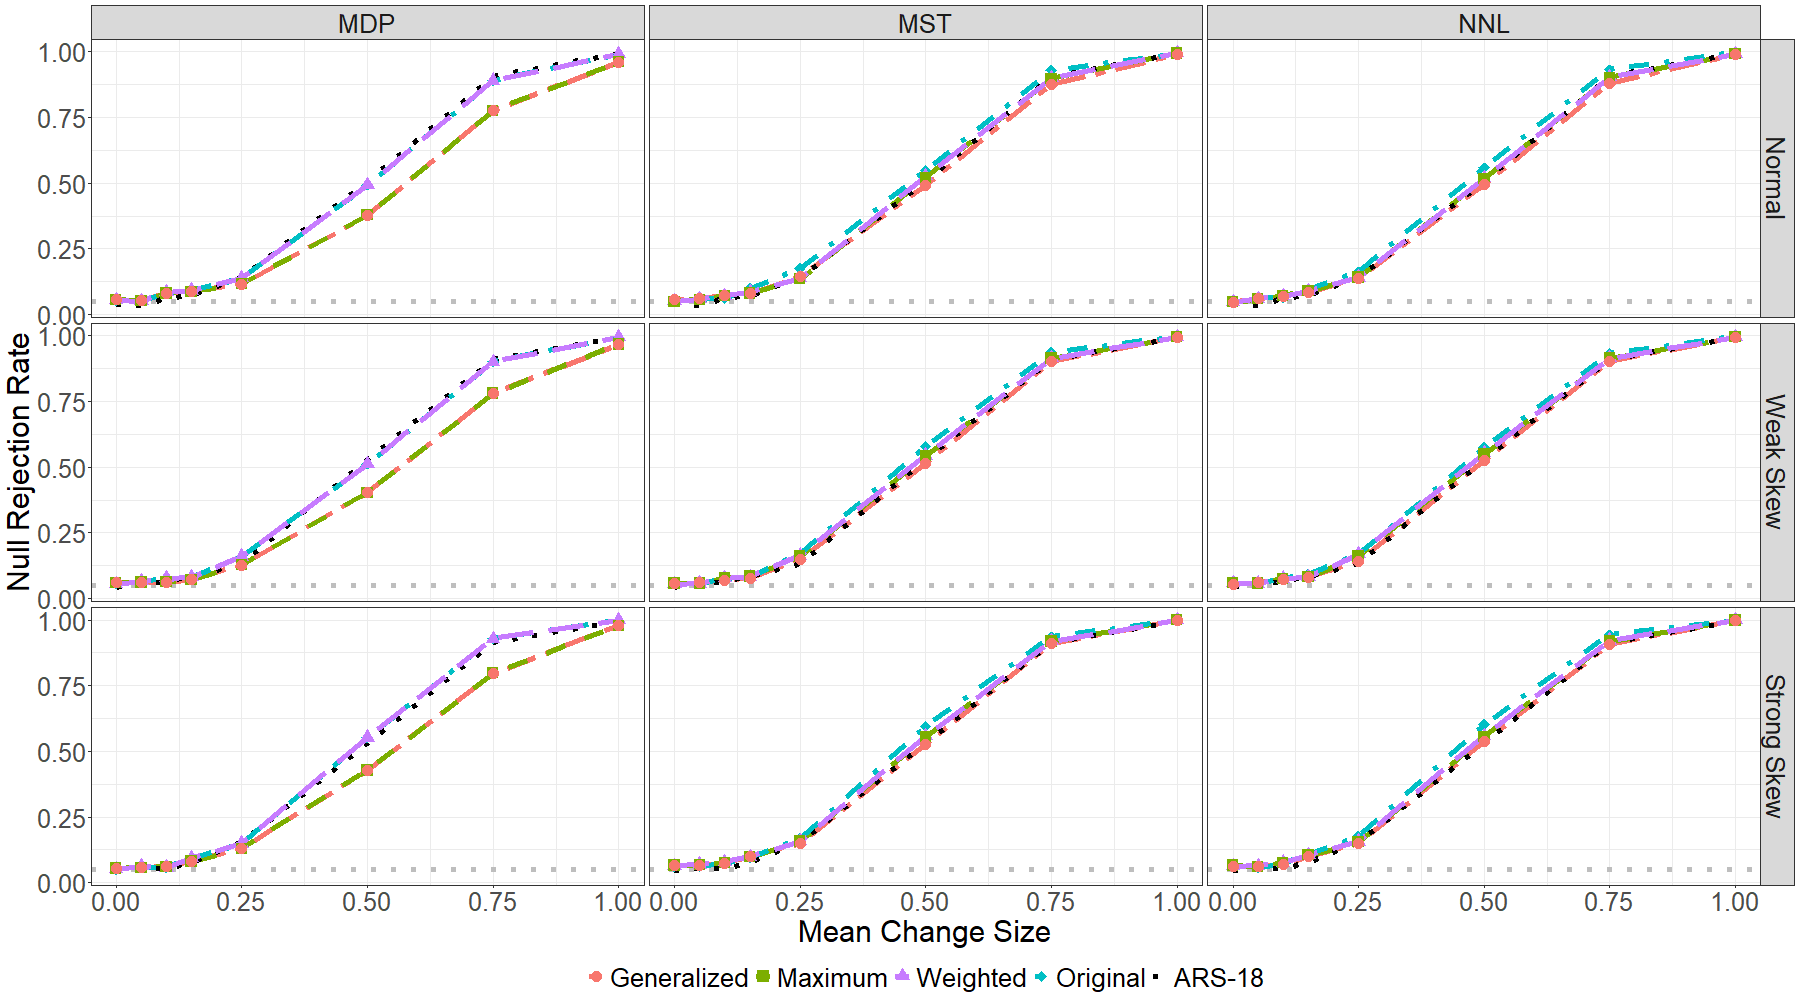 MDP MST NNL
1.00
0.75
0.50
0.25
0.00
Normal
1.00
0.75
0.50
0.25
0.00
Weak Skew
1.00
0.75
0.50
0.25
0.00
Strong Skew
Null Rejection Rate
0.00 0.25 0.50 0.75 1.00 0.00 0.25 0.50 0.75 1.00 0.00 0.25 0.50 0.75 1.00
Mean Change Size
Generalized Maximum Weighted Original ARS-18